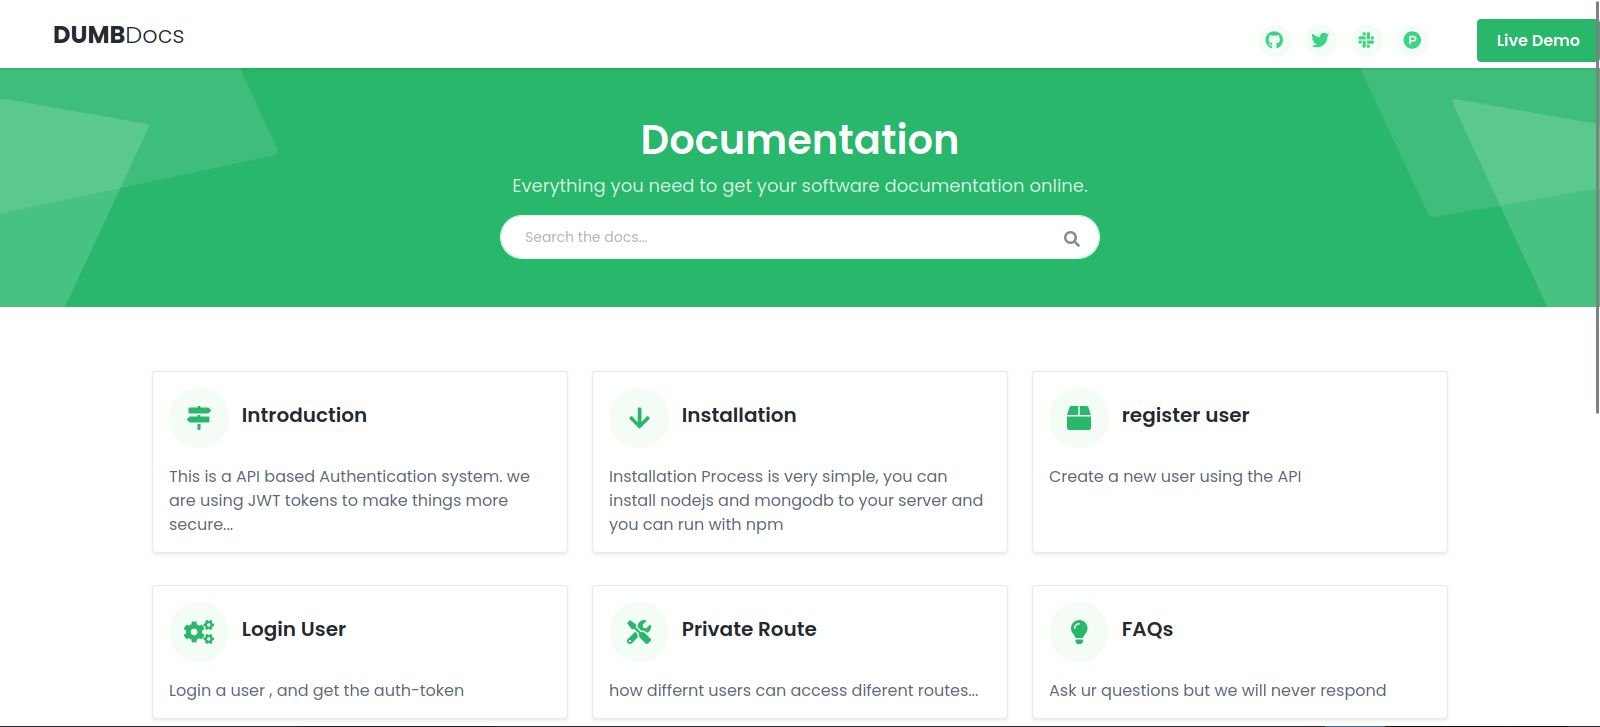 DUMBDocs
Live Demo
Documentation
Everything you need to get your software documentation online.
Search the docs...
Introduction
This is a API based Authentication system. we
are using JWT tokens to make things more
secure...
Installation
Installation Process is very simple, you can
install nodejs and mongodb to your server and
you can run with npm
register user
Create a new user using the API
Login User
Login a user , and get the auth-token
Private Route
how differnt users can access diferent routes...
FAQs
Ask ur questions but we will never respond